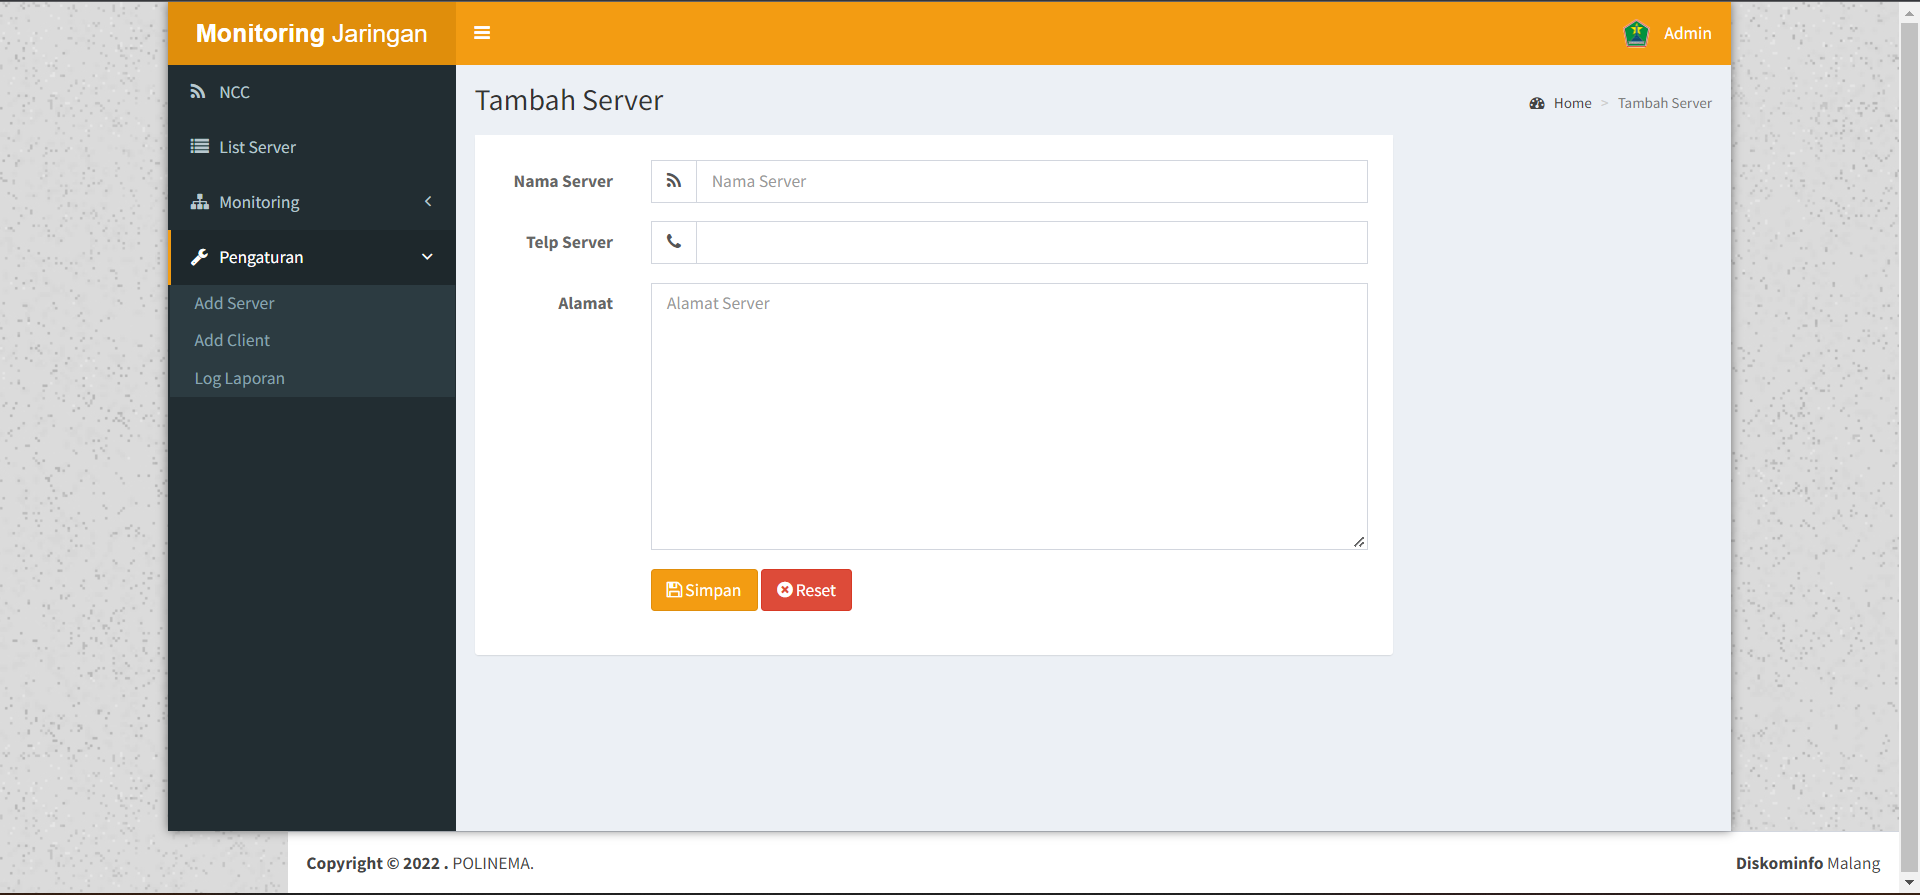 Monitoring Jaringan
Admin
NCC
List Server
Monitoring
Pengaturan
Add Server
Add Client
Log Laporan
Tambah Server
Home > Tambah Server
Nama Server
Nama Server
Telp Server
Alamat
Alamat Server
Simpan
Reset
Copyright © 2022 . POLINEMA.
Diskominfo Malang